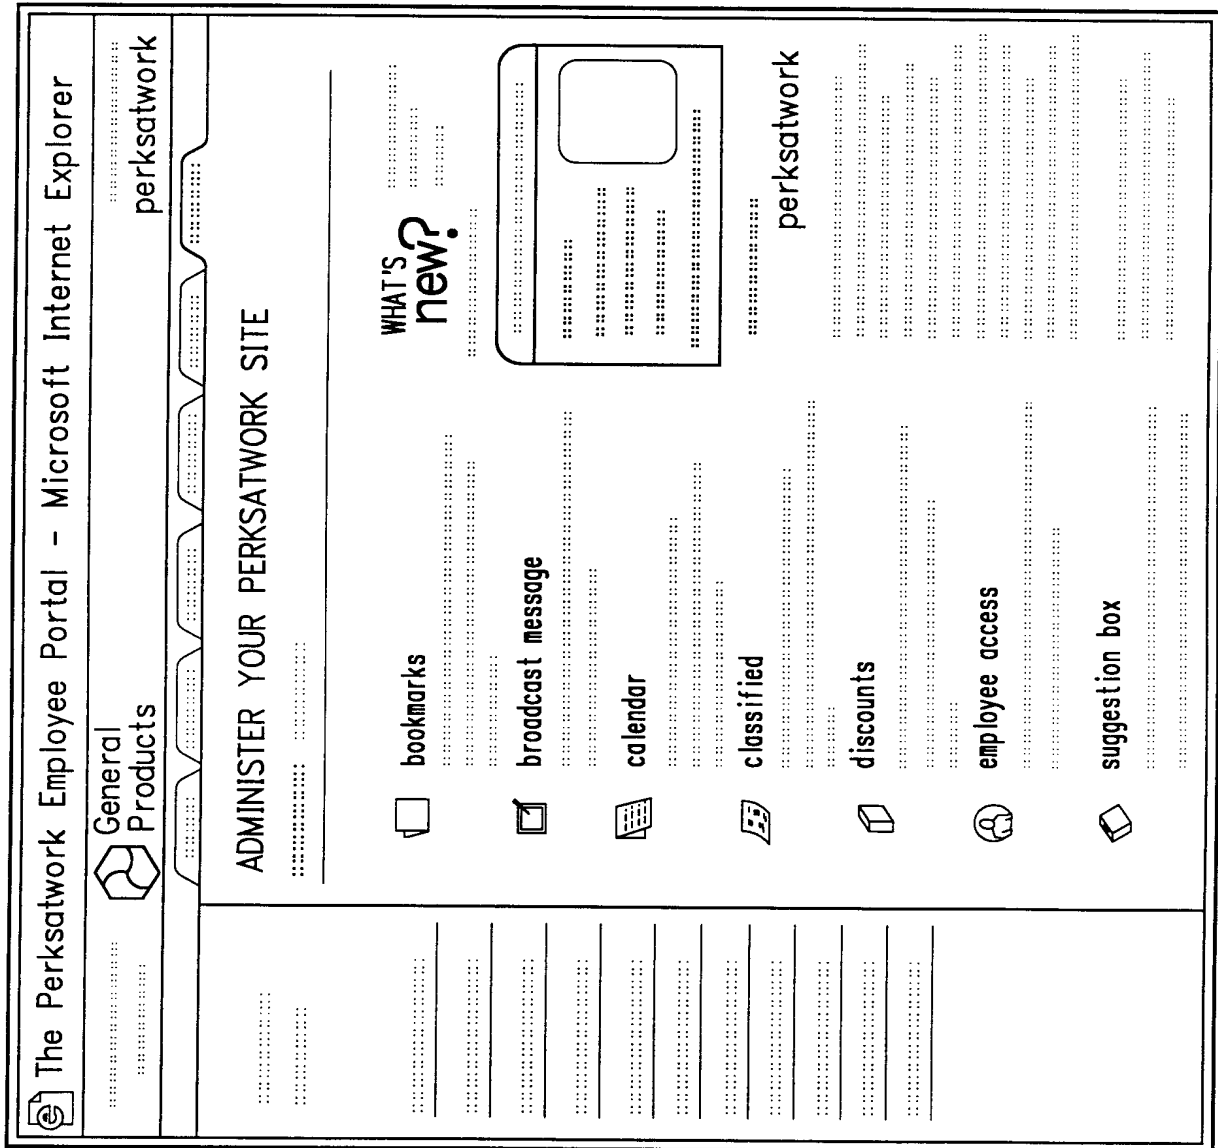 The Perksatwork Employee Portal - Microsoft Internet Explorer
General
Products
perksatwork
ADMINISTER YOUR PERKSATWORK SITE
bookmarks
broadcast message
calendar
classified
discounts
employee access
suggestion box
WHAT'S
new?
perksatwork